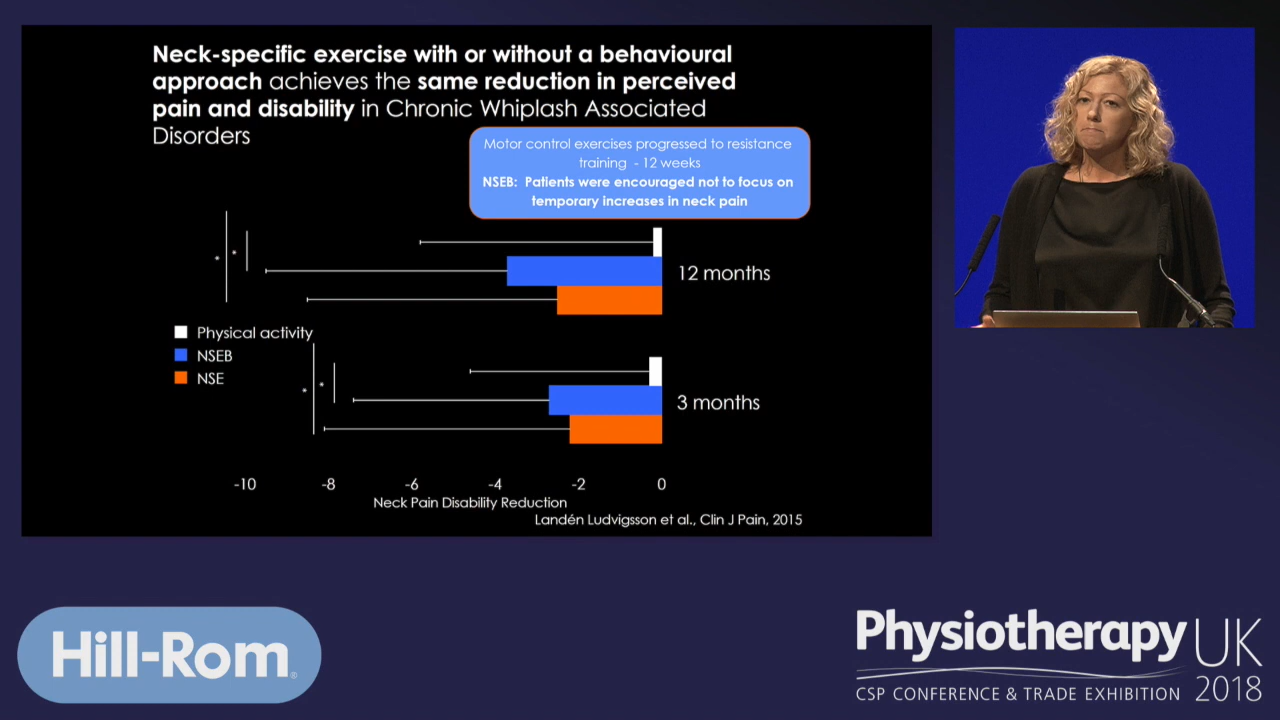 Neck-specific exercise with or without a behavioural
approach achieves the same reduction in perceived
pain and disability in Chronic Whiplash Associated
Disorders
Motor control exercises progressed to resistance
training - 12 weeks
NSEB: Patients were encouraged not to focus on
temporary increases in neck pain
*
*
12 months
Physical activity
NSEB
NSE
*
*
3 months
-10 -8 -6 -4 -2 0
Neck Pain Disability Reduction
Landén Ludvigsson et al., Clin J Pain, 2015
Hill-Rom®
Physiotherapy UK
CSP CONFERENCE & TRADE EXHIBITION 2018